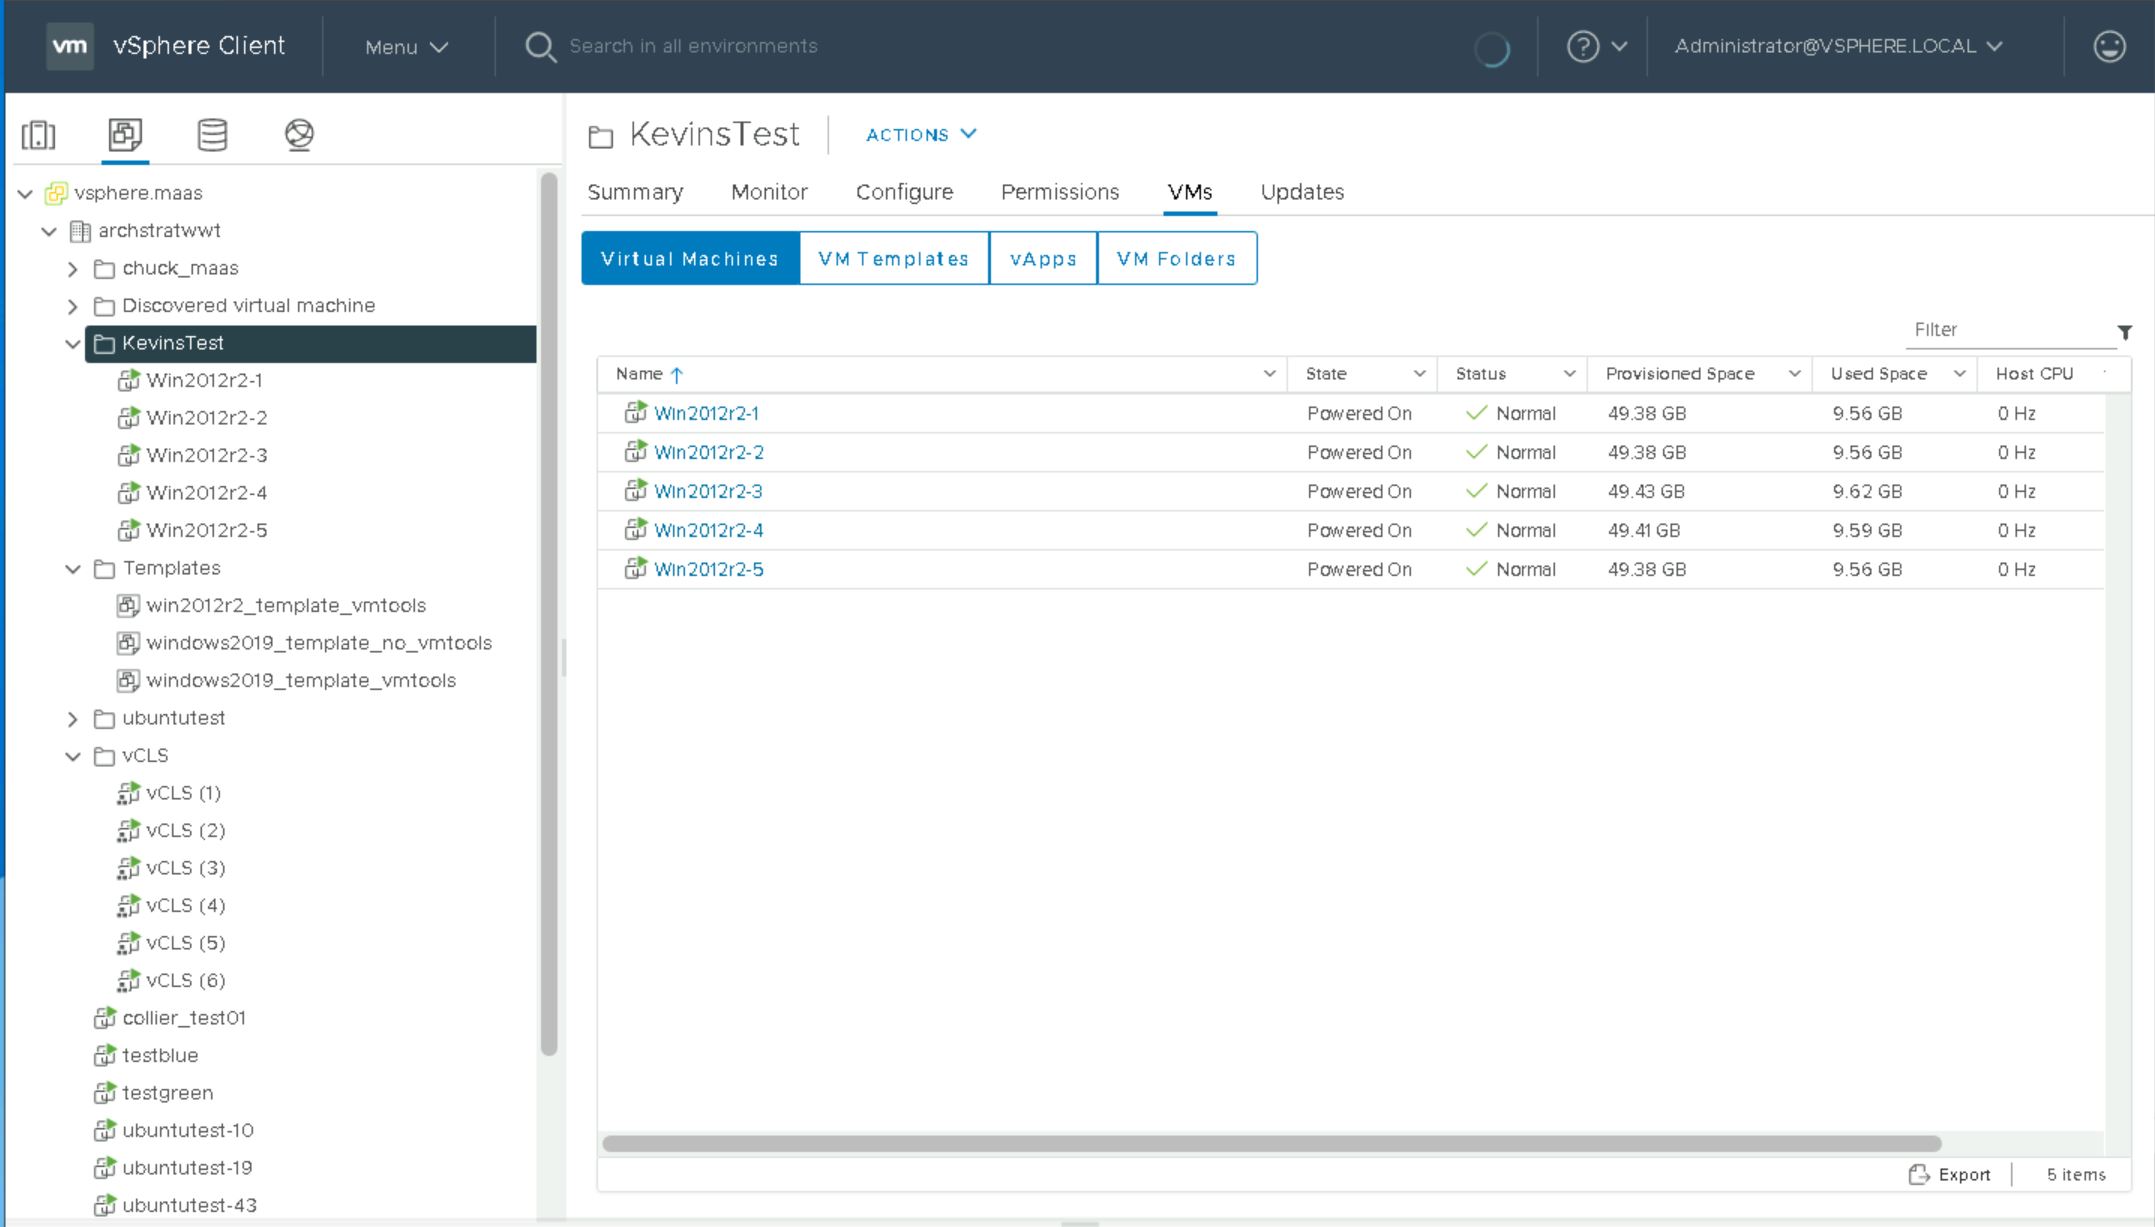 vm vSphere Client Menu Search in all environments Administrator@VSPHERE.LOCAL
vsphere.maas
archstratwwt
chuck_maas
Discovered virtual machine
KevinsTest
Win2012r2-1
Win2012r2-2
Win2012r2-3
Win2012r2-4
Win2012r2-5
Templates
win2012r2_template_vmtools
windows2019_template_no_vmtools
windows2019_template_vmtools
ubuntutest
vCLS
vCLS (1)
vCLS (2)
vCLS (3)
vCLS (4)
vCLS (5)
vCLS (6)
collier_test01
testblue
testgreen
ubuntutest-10
ubuntutest-19
ubuntutest-43
KevinsTest ACTIONS
Summary Monitor Configure Permissions VMs Updates
Virtual Machines VM Templates vApps VM Folders
Filter
Name State Status Provisioned Space Used Space Host CPU
Win2012r2-1 Powered On Normal 49.38 GB 9.56 GB 0 Hz
Win2012r2-2 Powered On Normal 49.38 GB 9.56 GB 0 Hz
Win2012r2-3 Powered On Normal 49.43 GB 9.62 GB 0 Hz
Win2012r2-4 Powered On Normal 49.41 GB 9.59 GB 0 Hz
Win2012r2-5 Powered On Normal 49.38 GB 9.56 GB 0 Hz
Export 5 items